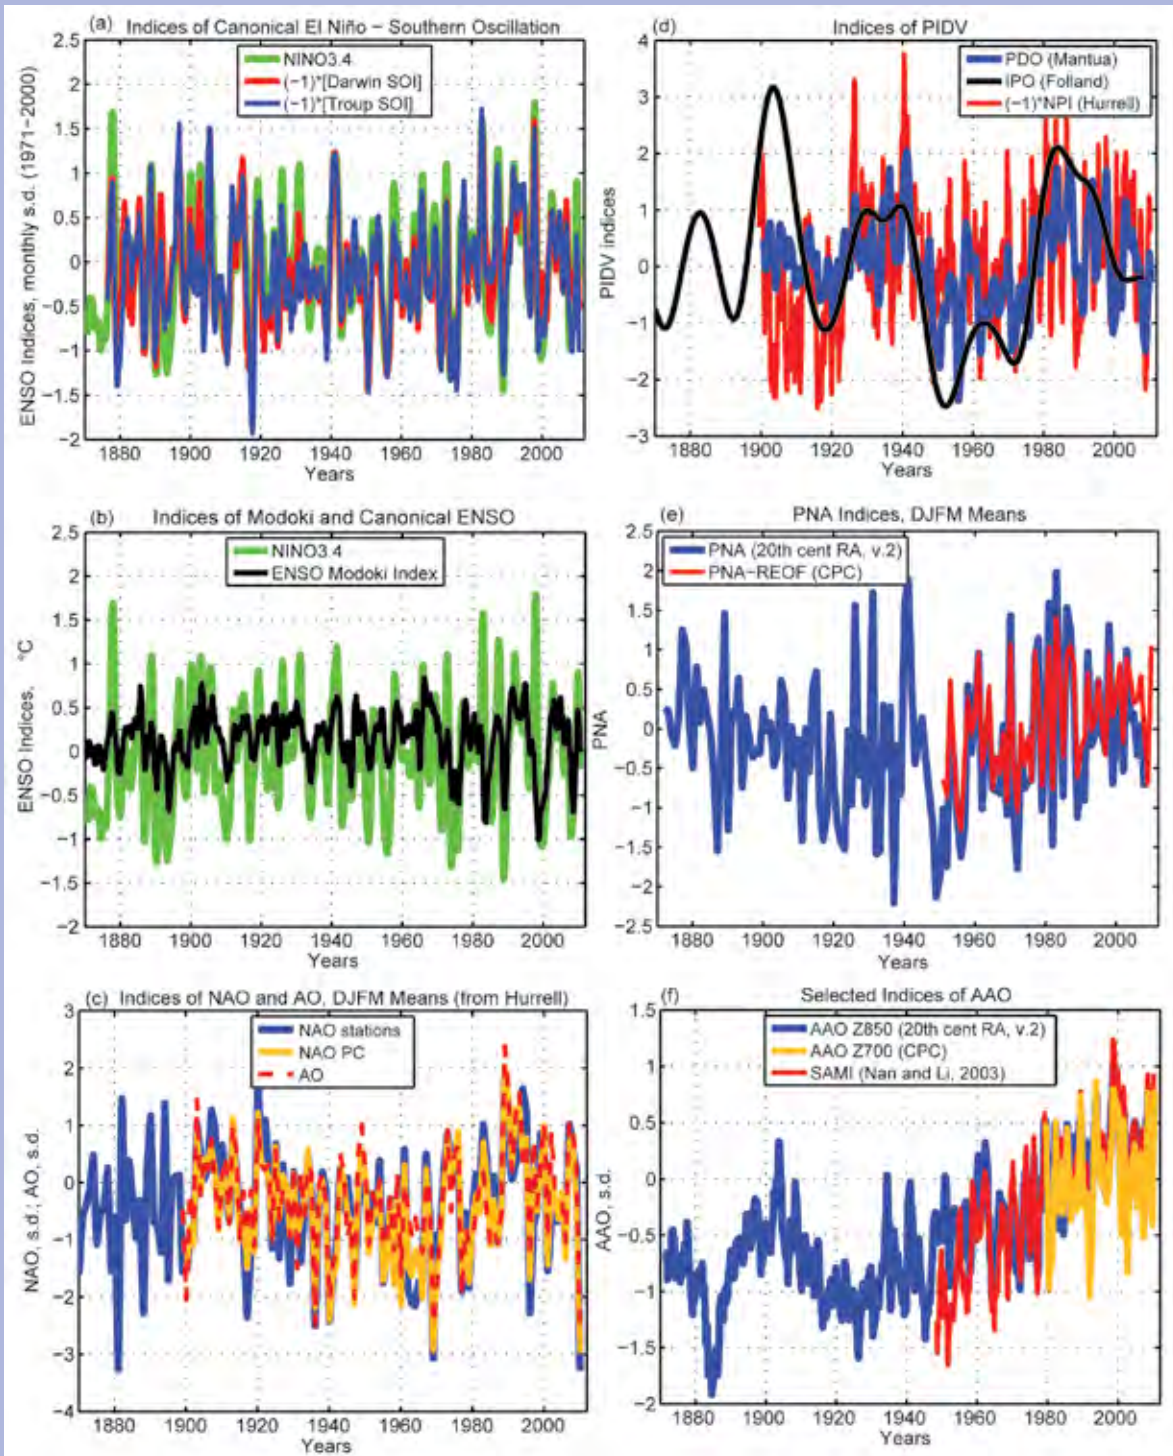 (a) Indices of Canonical El Niño – Southern Oscillation
NINO3.4
(−1)*[Darwin SOI]
(−1)*[Troup SOI]
ENSO Indices, monthly s.d. (1971−2000)
2.5
2
1.5
1
0.5
0
−0.5
−1
−1.5
−2
1880 1900 1920 1940 1960 1980 2000
Years
(d) Indices of PIDV
PDO (Mantua)
IPO (Folland)
(−1)*NPI (Hurrell)
PIDV indices
4
3
2
1
0
−1
−2
−3
1880 1900 1920 1940 1960 1980 2000
Years
(b) Indices of Modoki and Canonical ENSO
NINO3.4
ENSO Modoki Index
ENSO Indices, °C
2.5
2
1.5
1
0.5
0
−0.5
−1
−1.5
−2
1880 1900 1920 1940 1960 1980 2000
Years
(e) PNA Indices, DJFM Means
PNA (20th cent RA, v.2)
PNA−REOF (CPC)
PNA
2.5
2
1.5
1
0.5
0
−0.5
−1
−1.5
−2
−2.5
1880 1900 1920 1940 1960 1980 2000
Years
(c) Indices of NAO and AO, DJFM Means (from Hurrell)
NAO stations
NAO PC
AO
NAO, s.d.; AO, s.d.
3
2
1
0
−1
−2
−3
−4
1880 1900 1920 1940 1960 1980 2000
Years
(f) Selected Indices of AAO
AAO Z850 (20th cent RA, v.2)
AAO Z700 (CPC)
SAMI (Nan and Li, 2003)
AAO, s.d.
1.5
1
0.5
0
−0.5
−1
−1.5
−2
1880 1900 1920 1940 1960 1980 2000
Years